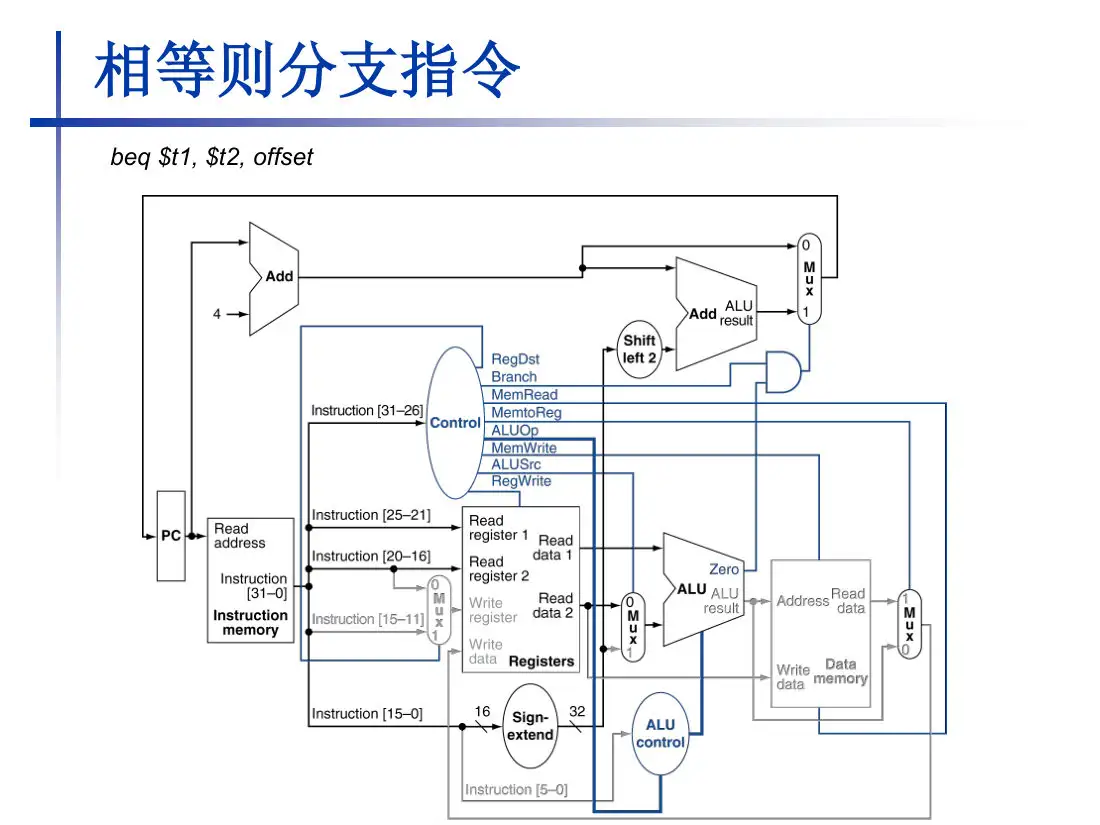 相等则分支指令
beq $t1, $t2, offset
Add
4
0
M
u
x
1
Add
ALU
result
Shift
left 2
RegDst
Branch
MemRead
MemtoReg
ALUOp
MemWrite
ALUSrc
RegWrite
Control
Instruction [31–26]
Instruction [25–21]
Instruction [20–16]
Instruction [15–11]
Instruction [15–0]
Instruction [5–0]
PC
Read
address
Instruction
[31–0]
Instruction
memory
0
M
u
x
1
Read
register 1
Read
register 2
Write
register
Write
data
Read
data 1
Read
data 2
Registers
0
M
u
x
1
Zero
ALU
ALU
result
Address
Read
data
Write
data
Data
memory
1
M
u
x
0
16
Sign-
extend
32
ALU
control